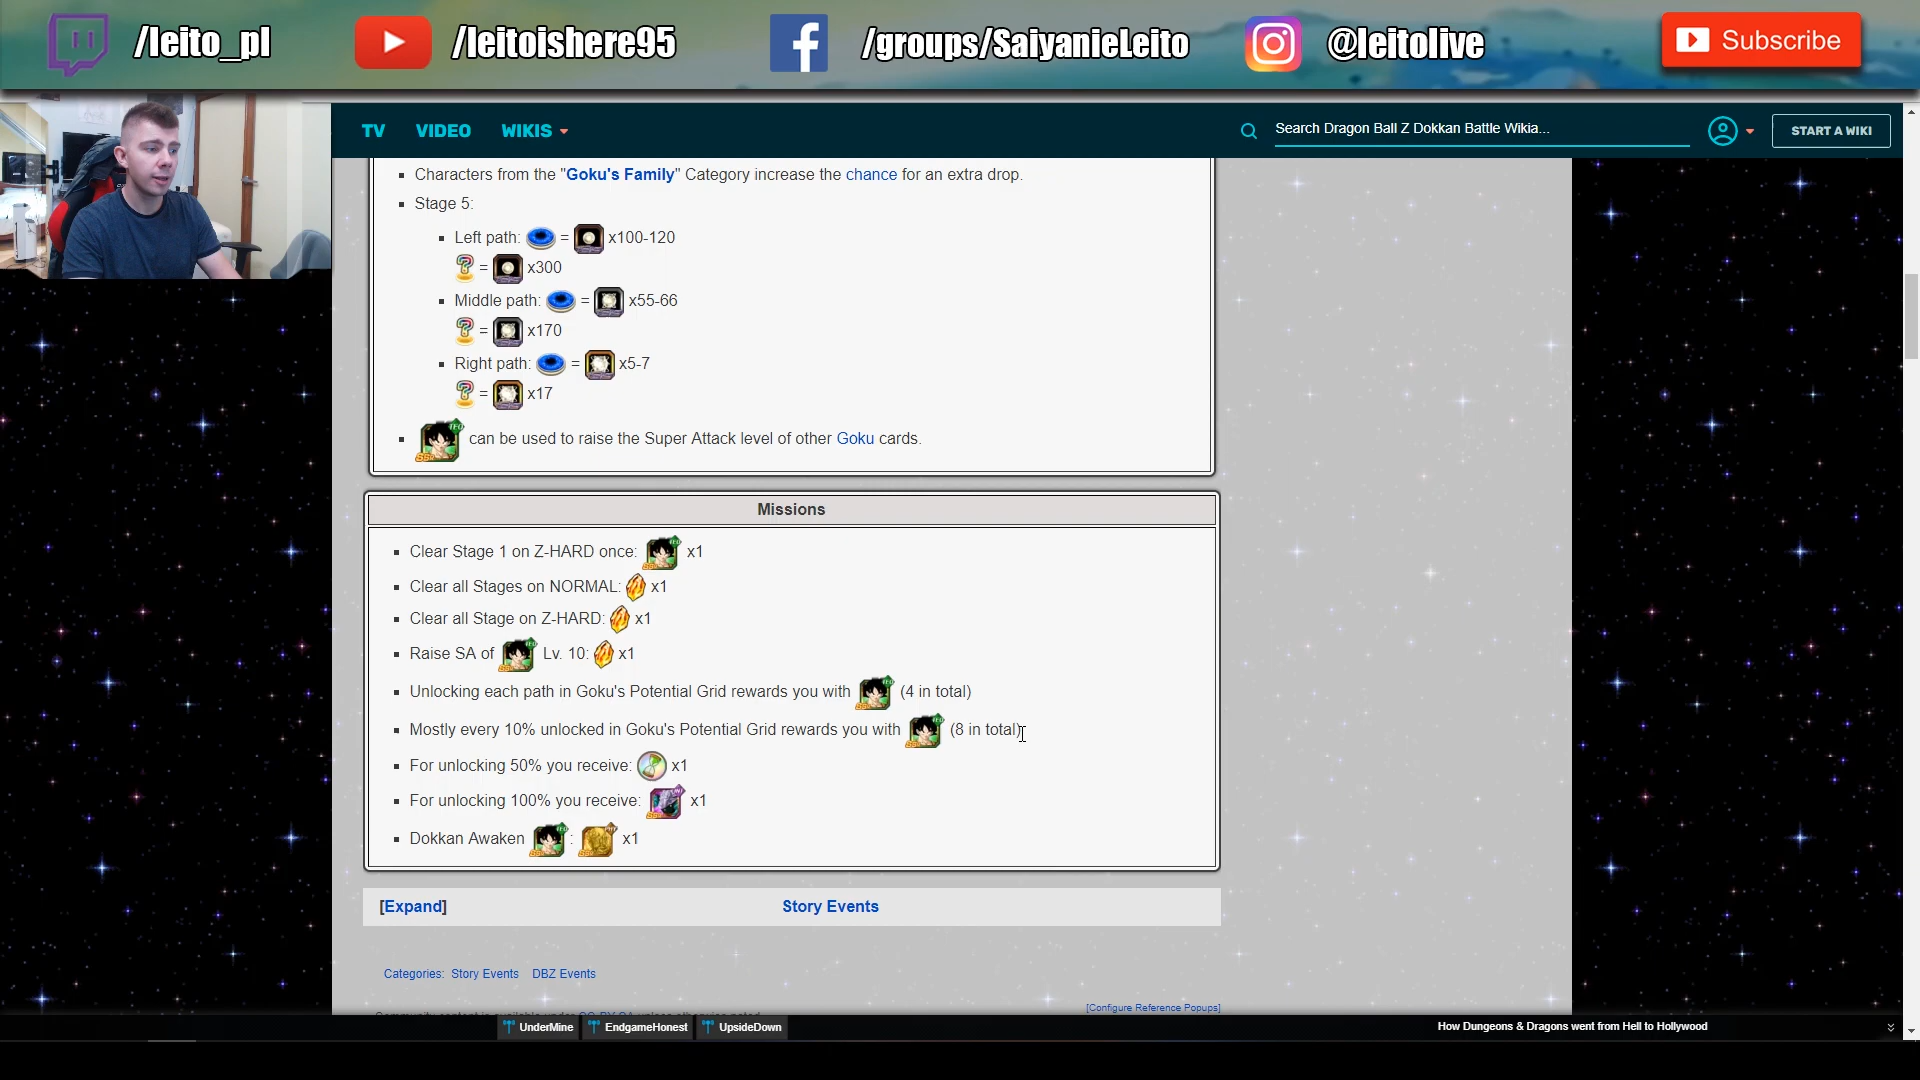 /leito_pl
/leitoishere95
/groups/SaiyanieLeito
@leitolive
Subscribe
TV VIDEO WIKIS
Search Dragon Ball Z Dokkan Battle Wikia...
START A WIKI
Characters from the "Goku's Family" Category increase the chance for an extra drop.
Stage 5:
Left path: = x100-120
= x300
Middle path: = x55-66
= x170
Right path: = x5-7
= x17
can be used to raise the Super Attack level of other Goku cards.
Missions
Clear Stage 1 on Z-HARD once: x1
Clear all Stages on NORMAL: x1
Clear all Stage on Z-HARD: x1
Raise SA of Lv. 10: x1
Unlocking each path in Goku's Potential Grid rewards you with (4 in total)
Mostly every 10% unlocked in Goku's Potential Grid rewards you with (8 in total)
For unlocking 50% you receive: x1
For unlocking 100% you receive: x1
Dokkan Awaken : x1
[Expand]
Story Events
Categories: Story Events DBZ Events
[Configure Reference Popups]
UnderMine EndgameHonest UpsideDown
How Dungeons & Dragons went from Hell to Hollywood